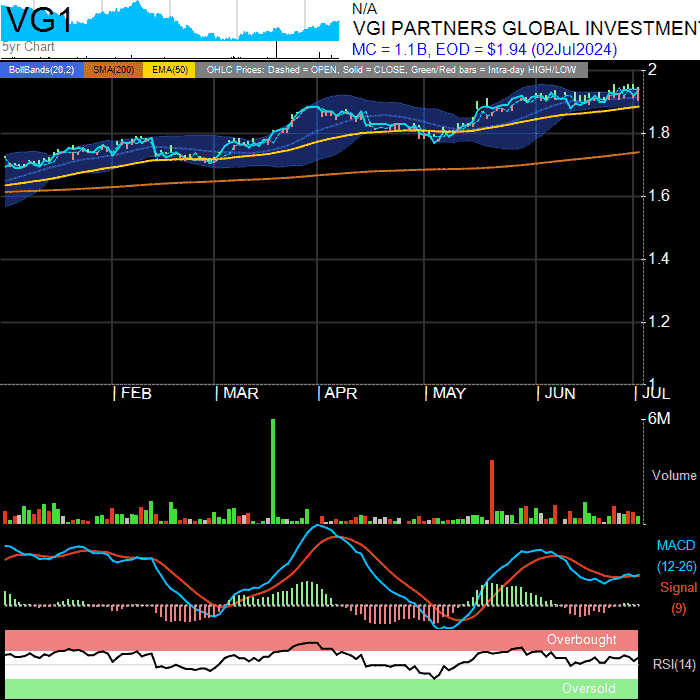 VG1
5yr Chart
N/A
VGI PARTNERS GLOBAL INVESTMEN
MC = 1.1B, EOD = $1.94 (02Jul2024)
BollBands(20,2) SMA(200) EMA(50) OHLC Prices: Dashed = OPEN, Solid = CLOSE, Green/Red bars = Intra-day HIGH/LOW
2
1.8
1.6
1.4
1.2
1
FEB MAR APR MAY JUN JUL
6M
Volume
MACD
(12-26)
Signal
(9)
Overbought
RSI(14)
Oversold